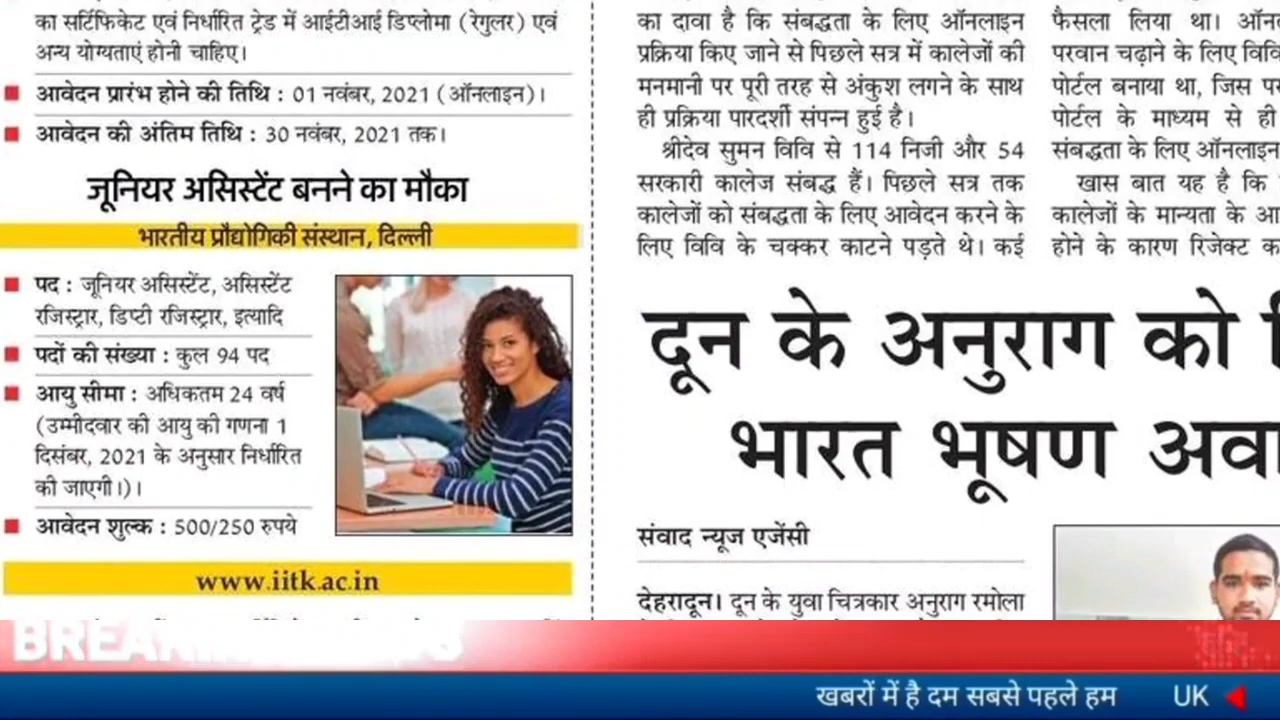 का सर्टिफिकेट एवं निर्धारित ट्रेड में आईटीआई डिप्लोमा (रेगुलर) एवं
अन्य योग्यताएं होनी चाहिए।
आवेदन प्रारंभ होने की तिथि : 01 नवंबर, 2021 (ऑनलाइन)।
आवेदन की अंतिम तिथि : 30 नवंबर, 2021 तक।
जूनियर असिस्टेंट बनने का मौका
भारतीय प्रौद्योगिकी संस्थान, दिल्ली
पद : जूनियर असिस्टेंट, असिस्टेंट
रजिस्ट्रार, डिप्टी रजिस्ट्रार, इत्यादि
पदों की संख्या : कुल 94 पद
आयु सीमा : अधिकतम 24 वर्ष
(उम्मीदवार की आयु की गणना 1
दिसंबर, 2021 के अनुसार निर्धारित
की जाएगी।)।
आवेदन शुल्क : 500/250 रुपये
www.iitk.ac.in
का दावा है कि संबद्धता के लिए ऑनलाइन
प्रक्रिया किए जाने से पिछले सत्र में कालेजों की
मनमानी पर पूरी तरह से अंकुश लगने के साथ
ही प्रक्रिया पारदर्शी संपन्न हुई है।
श्रीदेव सुमन विवि से 114 निजी और 54
सरकारी कालेज संबद्ध हैं। पिछले सत्र तक
कालेजों को संबद्धता के लिए आवेदन करने के
लिए विवि के चक्कर काटने पड़ते थे। कई
फैसला लिया था।
परवान चढ़ाने के लिए
पोर्टल बनाया था, जिस
पोर्टल के माध्यम से ही
संबद्धता के लिए ऑनलाइन
खास बात यह है कि
कालेजों के मान्यता के
होने के कारण रिजेक्ट
दून के अनुराग को
भारत भूषण
संवाद न्यूज एजेंसी
देहरादून। दून के युवा चित्रकार अनुराग रमोला
खबरों में है दम सबसे पहले हम
UK